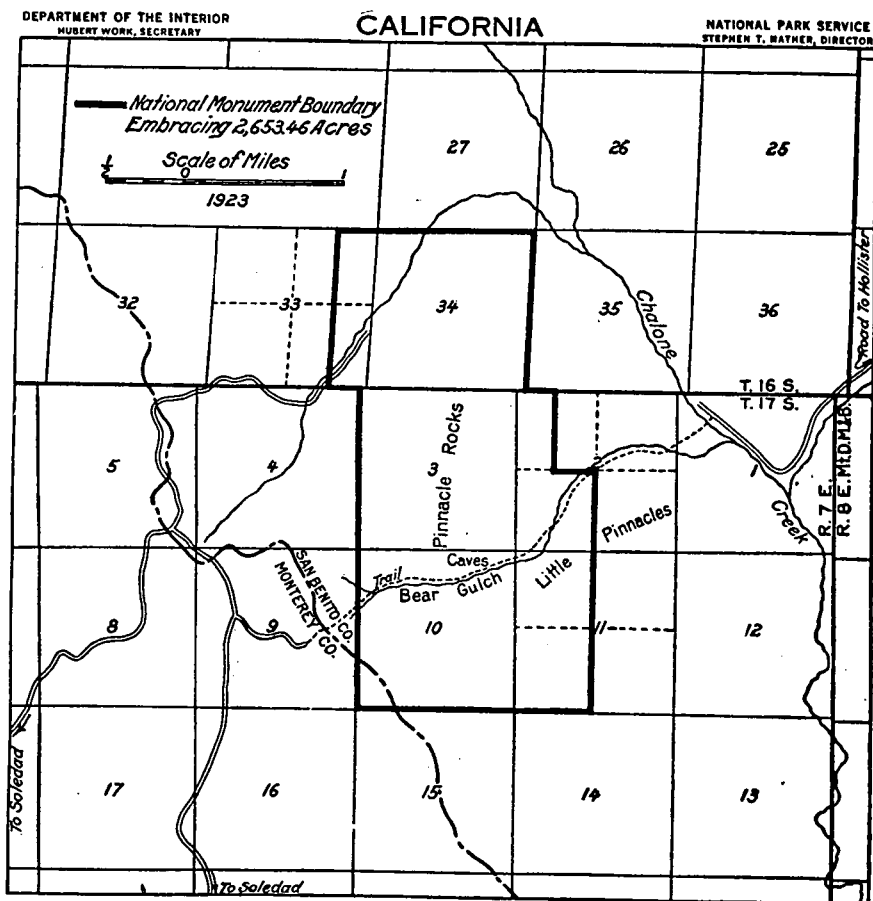 DEPARTMENT OF THE INTERIOR
HUBERT WORK, SECRETARY
CALIFORNIA
NATIONAL PARK SERVICE
STEPHEN T. MATHER, DIRECTOR
National Monument Boundary
Embracing 2,653.46 Acres
Scale of Miles
1/2 0 1
1923
27 26 25
32 33 34 35 36
Chalone
Road To Hollister
T. 16 S.
T. 17 S.
5 4 3 1
Pinnacle Rocks
R. 7 E.
R. 8 E. Mt.D.M.&B.
Creek
Pinnacles
Little
Caves
Trail
Bear Gulch
SAN BENITO CO.
MONTEREY CO.
8 9 10 11 12
To Soledad
17 16 15 14 13
To Soledad